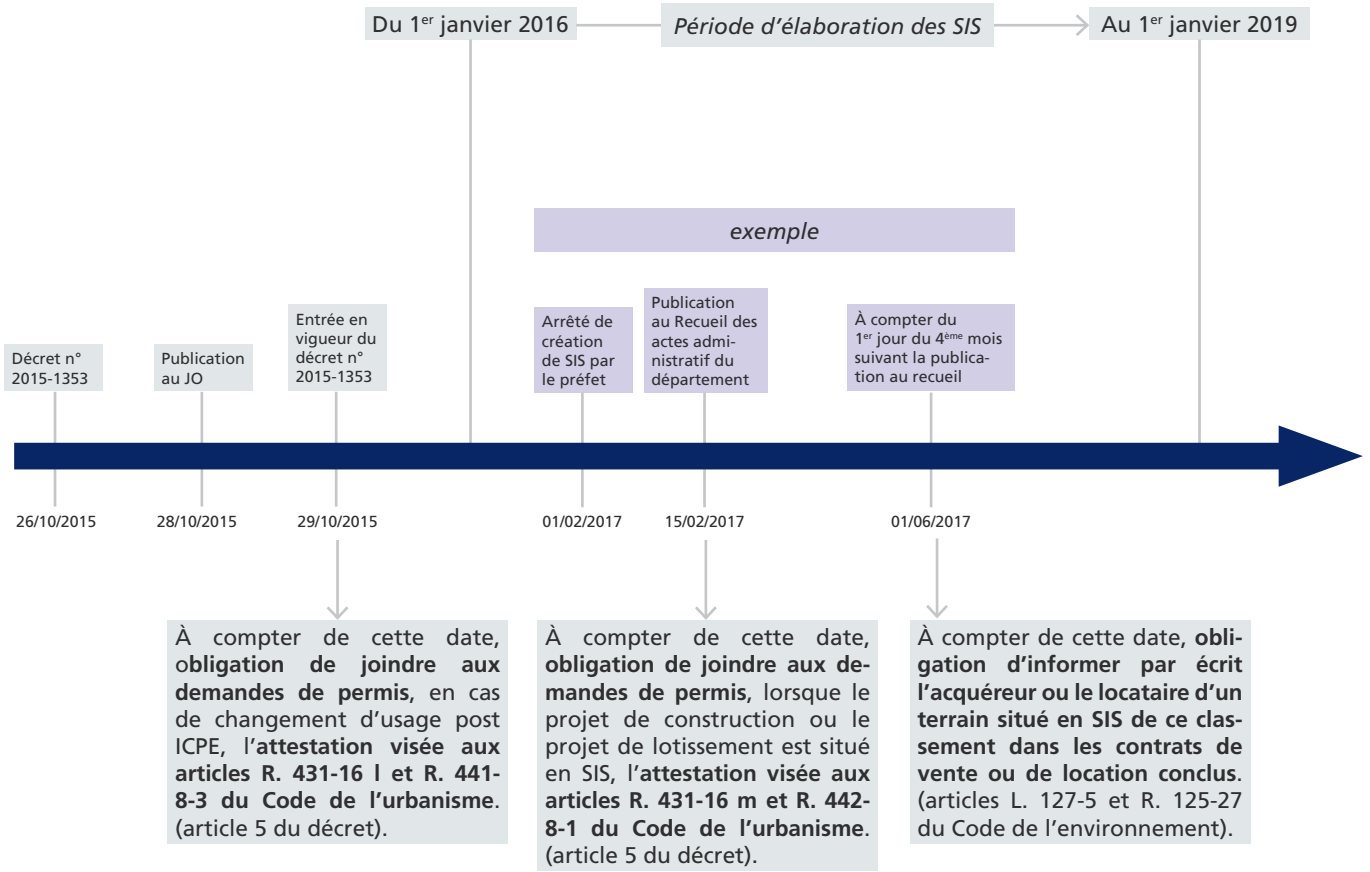 Du 1er janvier 2016
Période d'élaboration des SIS
Au 1er janvier 2019
exemple
Décret n°
2015-1353
Publication
au JO
Entrée en
vigueur du
décret n°
2015-1353
Arrêté de
création
de SIS par
le préfet
Publication
au Recueil des
actes admi-
nistratif du
département
À compter du
1er jour du 4ème mois
suivant la publica-
tion au recueil
26/10/2015
28/10/2015
29/10/2015
01/02/2017
15/02/2017
01/06/2017
À compter de cette date,
obligation de joindre aux
demandes de permis, en cas
de changement d'usage post
ICPE, l'attestation visée aux
articles R. 431-16 l et R. 441-
8-3 du Code de l'urbanisme.
(article 5 du décret).
À compter de cette date,
obligation de joindre aux de-
mandes de permis, lorsque le
projet de construction ou le
projet de lotissement est situé
en SIS, l'attestation visée aux
articles R. 431-16 m et R. 442-
8-1 du Code de l'urbanisme.
(article 5 du décret).
À compter de cette date, obli-
gation d'informer par écrit
l'acquéreur ou le locataire d'un
terrain situé en SIS de ce clas-
sement dans les contrats de
vente ou de location conclus.
(articles L. 127-5 et R. 125-27
du Code de l'environnement).